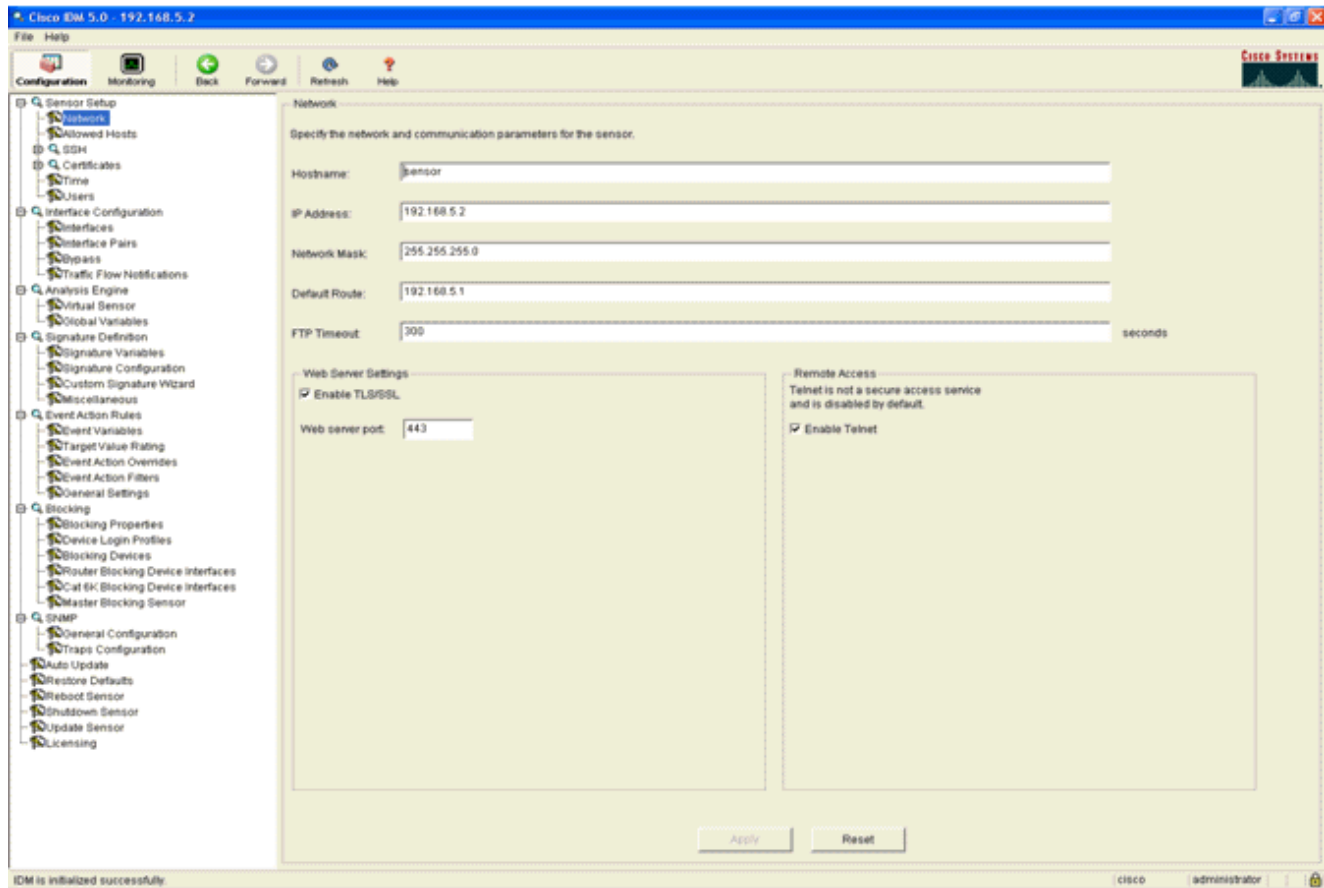 Cisco IDM 5.0 - 192.168.5.2
File Help
Configuration Monitoring Back Forward Refresh Help
CISCO SYSTEMS
Sensor Setup
Network
Allowed Hosts
SSH
Certificates
Time
Users
Interface Configuration
Interfaces
Interface Pairs
Bypass
Traffic Flow Notifications
Analysis Engine
Virtual Sensor
Global Variables
Signature Definition
Signature Variables
Signature Configuration
Custom Signature Wizard
Miscellaneous
Event Action Rules
Event Variables
Target Value Rating
Event Action Overrides
Event Action Filters
General Settings
Blocking
Blocking Properties
Device Login Profiles
Blocking Devices
Router Blocking Device Interfaces
Cat 6K Blocking Device Interfaces
Master Blocking Sensor
SNMP
General Configuration
Traps Configuration
Auto Update
Restore Defaults
Reboot Sensor
Shutdown Sensor
Update Sensor
Licensing
Network
Specify the network and communication parameters for the sensor.
Hostname: sensor
IP Address: 192.168.5.2
Network Mask: 255.255.255.0
Default Route: 192.168.5.1
FTP Timeout: 300 seconds
Web Server Settings
Enable TLS/SSL
Web server port: 443
Remote Access
Telnet is not a secure access service
and is disabled by default.
Enable Telnet
Apply Reset
IDM is initialized successfully. cisco administrator